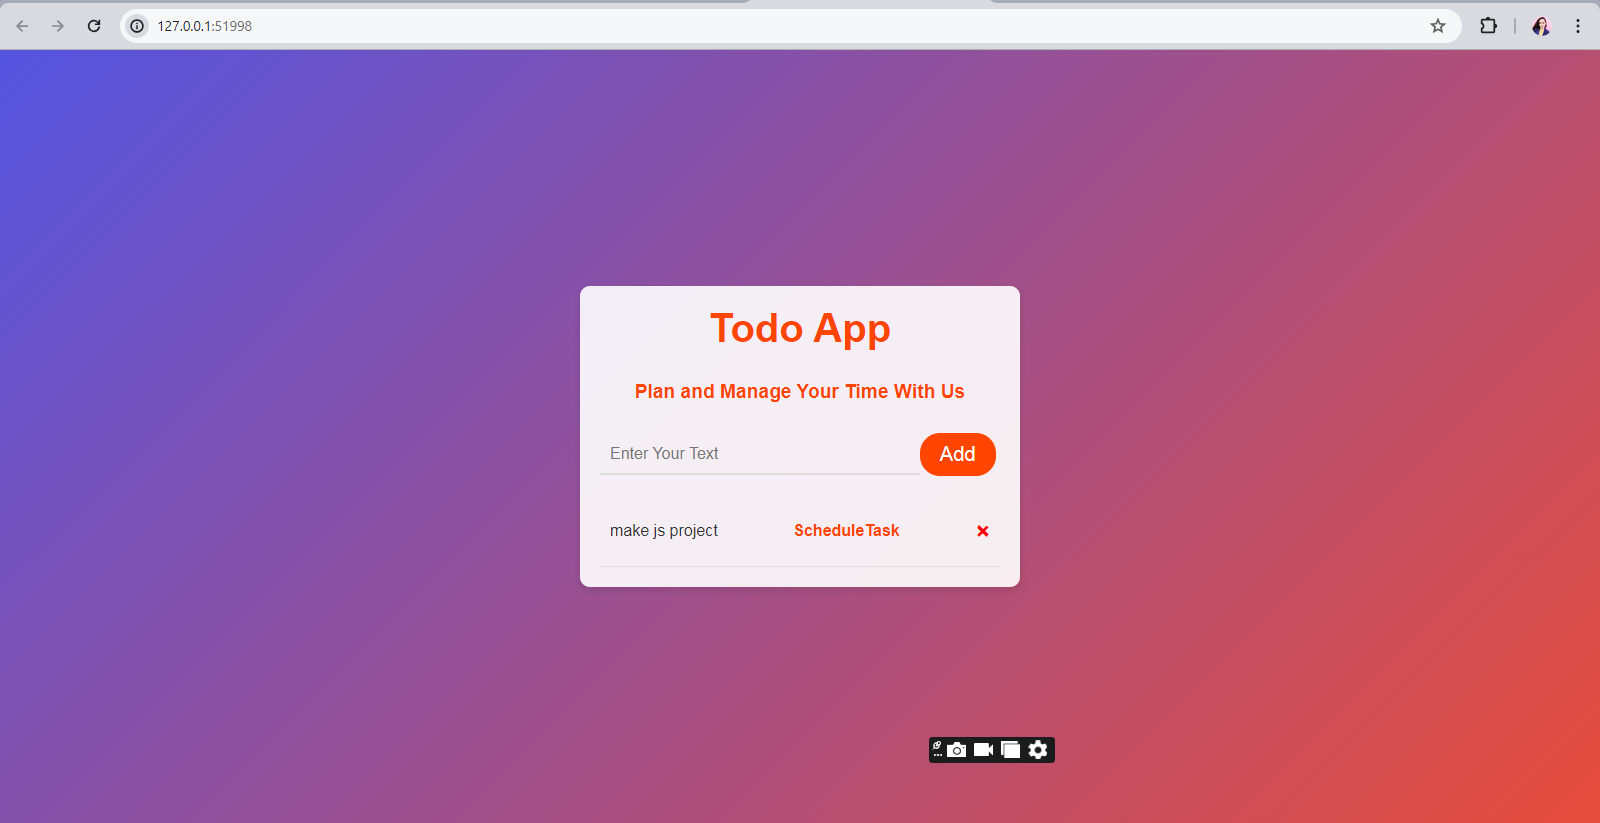 127.0.0.1:51998
Todo App
Plan and Manage Your Time With Us
Enter Your Text
Add
make js project ScheduleTask